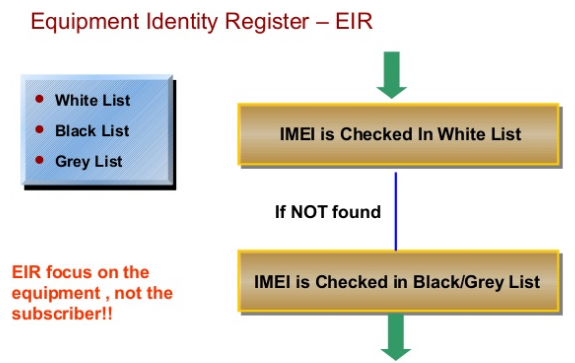 Equipment Identity Register – EIR
White List
Black List
Grey List
IMEI is Checked In White List
If NOT found
IMEI is Checked in Black/Grey List
EIR focus on the
equipment , not the
subscriber!!